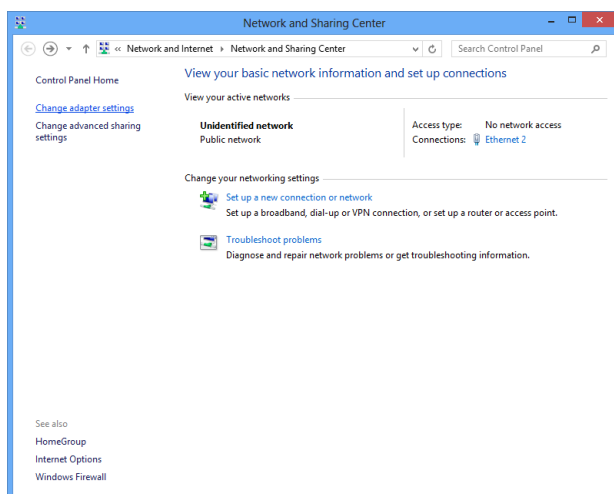 Network and Sharing Center
« Network and Internet ▸ Network and Sharing Center
Search Control Panel
Control Panel Home
Change adapter settings
Change advanced sharing
settings
View your basic network information and set up connections
View your active networks
Unidentified network
Public network
Access type: No network access
Connections: Ethernet 2
Change your networking settings
Set up a new connection or network
Set up a broadband, dial-up or VPN connection, or set up a router or access point.
Troubleshoot problems
Diagnose and repair network problems or get troubleshooting information.
See also
HomeGroup
Internet Options
Windows Firewall